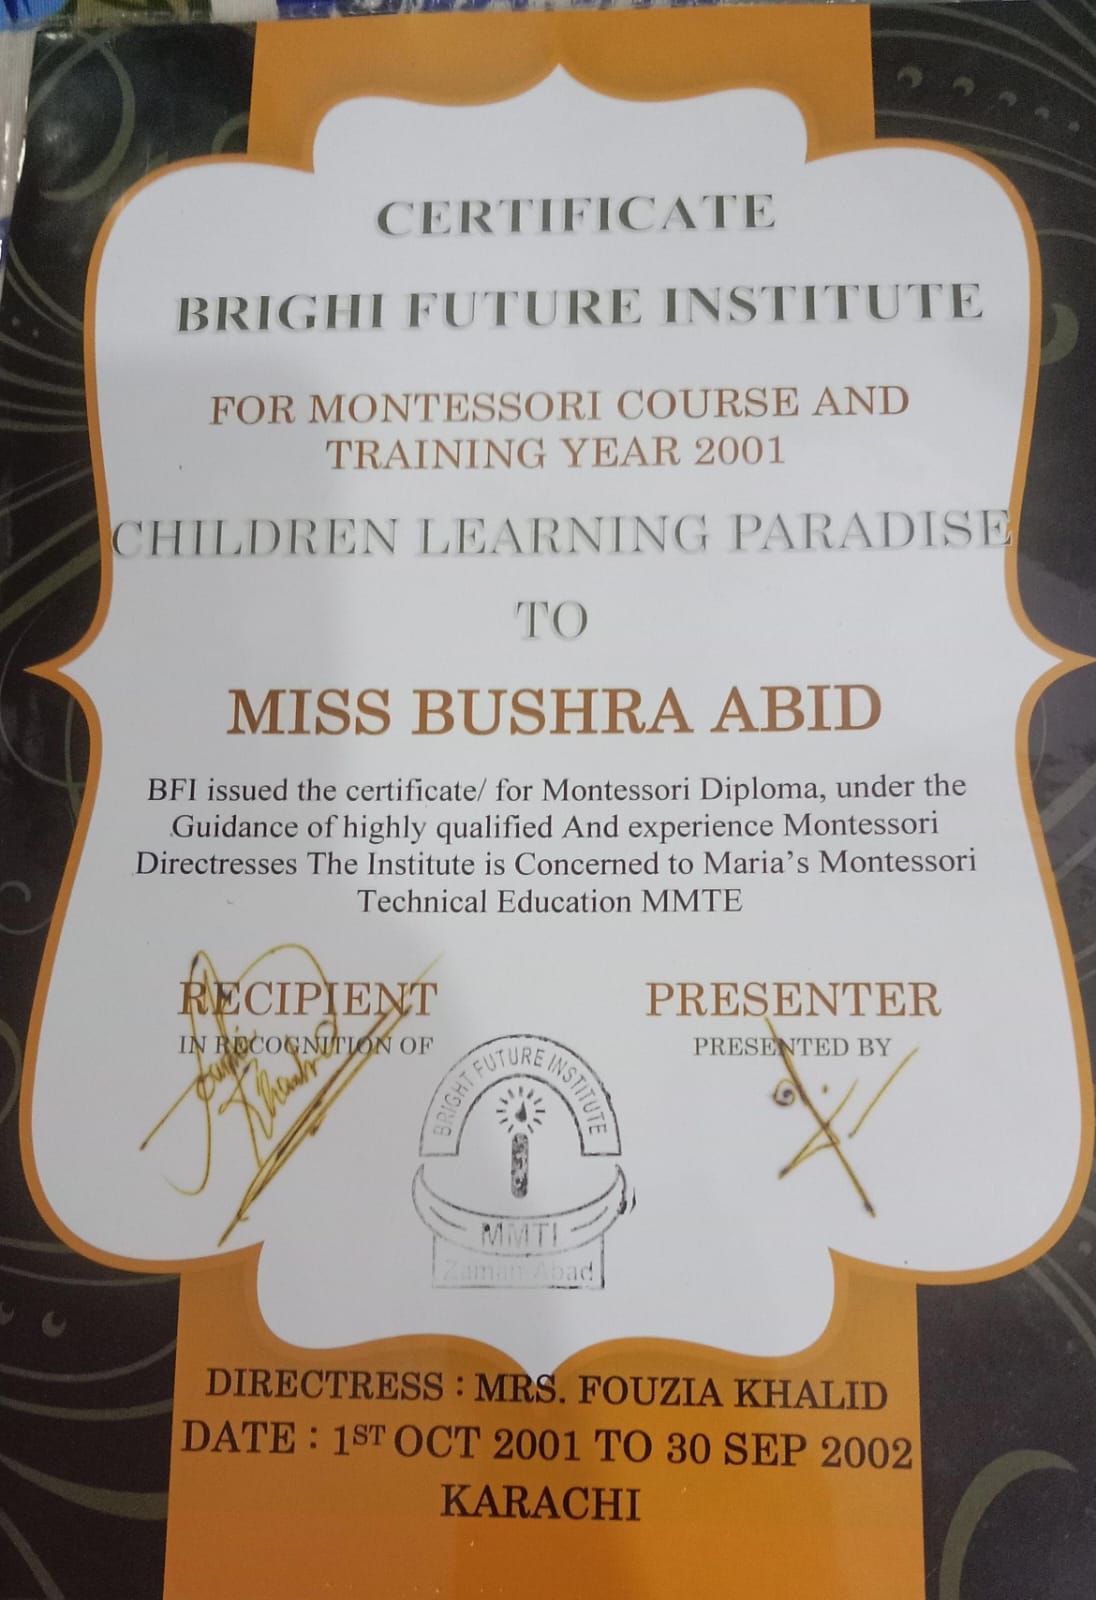 CERTIFICATE
BRIGHI FUTURE INSTITUTE
FOR MONTESSORI COURSE AND
TRAINING YEAR 2001
CHILDREN LEARNING PARADISE
TO
MISS BUSHRA ABID
BFI issued the certificate/ for Montessori Diploma, under the
Guidance of highly qualified And experience Montessori
Directresses The Institute is Concerned to Maria's Montessori
Technical Education MMTE
RECIPIENT
IN RECOGNITION OF
PRESENTER
PRESENTED BY
BRIGHT FUTURE INSTITUTE
MMTI
Zaman Abad
DIRECTRESS : MRS. FOUZIA KHALID
DATE : 1ST OCT 2001 TO 30 SEP 2002
KARACHI